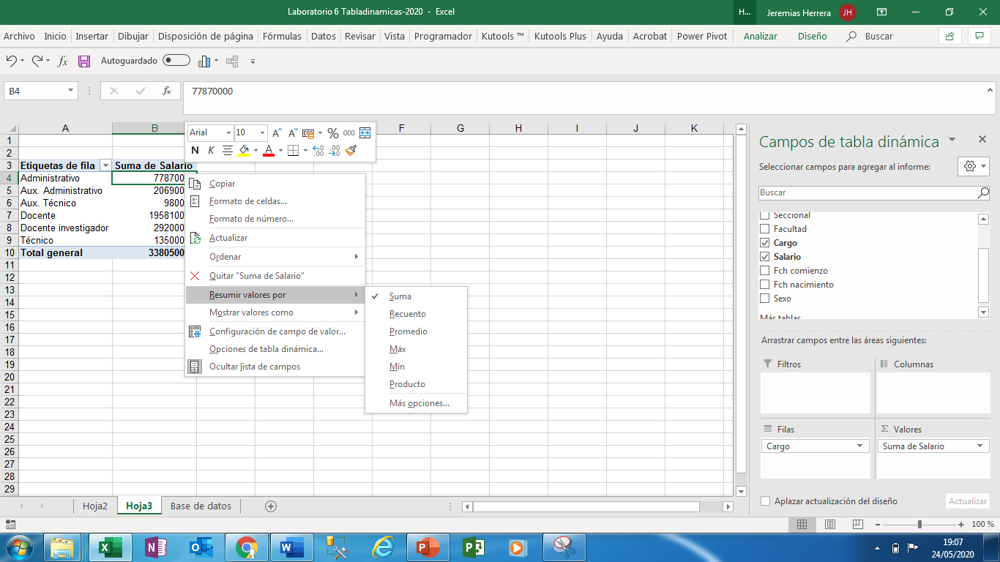 Laboratorio 6 Tabladinamicas-2020 - Excel
H...
Jeremias Herrera
JH
Archivo Inicio Insertar Dibujar Disposición de página Fórmulas Datos Revisar Vista Programador Kutools ™ Kutools Plus Ayuda Acrobat Power Pivot Analizar Diseño Buscar
Autoguardado
B4
fx
77870000
Arial 10 A A % 000
N K A
A B F G H I J K
1
2
3 Etiquetas de fila Suma de Salario
4 Administrativo 778700
5 Aux. Administrativo 206900
6 Aux. Técnico 9800
7 Docente 1958100
8 Docente investigador 292000
9 Técnico 135000
10 Total general 3380500
11
12
13
14
15
16
17
18
19
20
21
22
23
24
25
26
27
28
29
Copiar
Formato de celdas...
Formato de número...
Actualizar
Ordenar
Quitar "Suma de Salario"
Resumir valores por
Mostrar valores como
Configuración de campo de valor...
Opciones de tabla dinámica...
Ocultar lista de campos
Suma
Recuento
Promedio
Máx
Mín
Producto
Más opciones...
Campos de tabla dinámica
Seleccionar campos para agregar al informe:
Buscar
Seccional
Facultad
Cargo
Salario
Fch comienzo
Fch nacimiento
Sexo
Más tablas
Arrastrar campos entre las áreas siguientes:
Filtros
Columnas
Filas
Σ Valores
Cargo
Suma de Salario
Aplazar actualización del diseño
Actualizar
Hoja2 Hoja3 Base de datos
100 %
19:07
24/05/2020